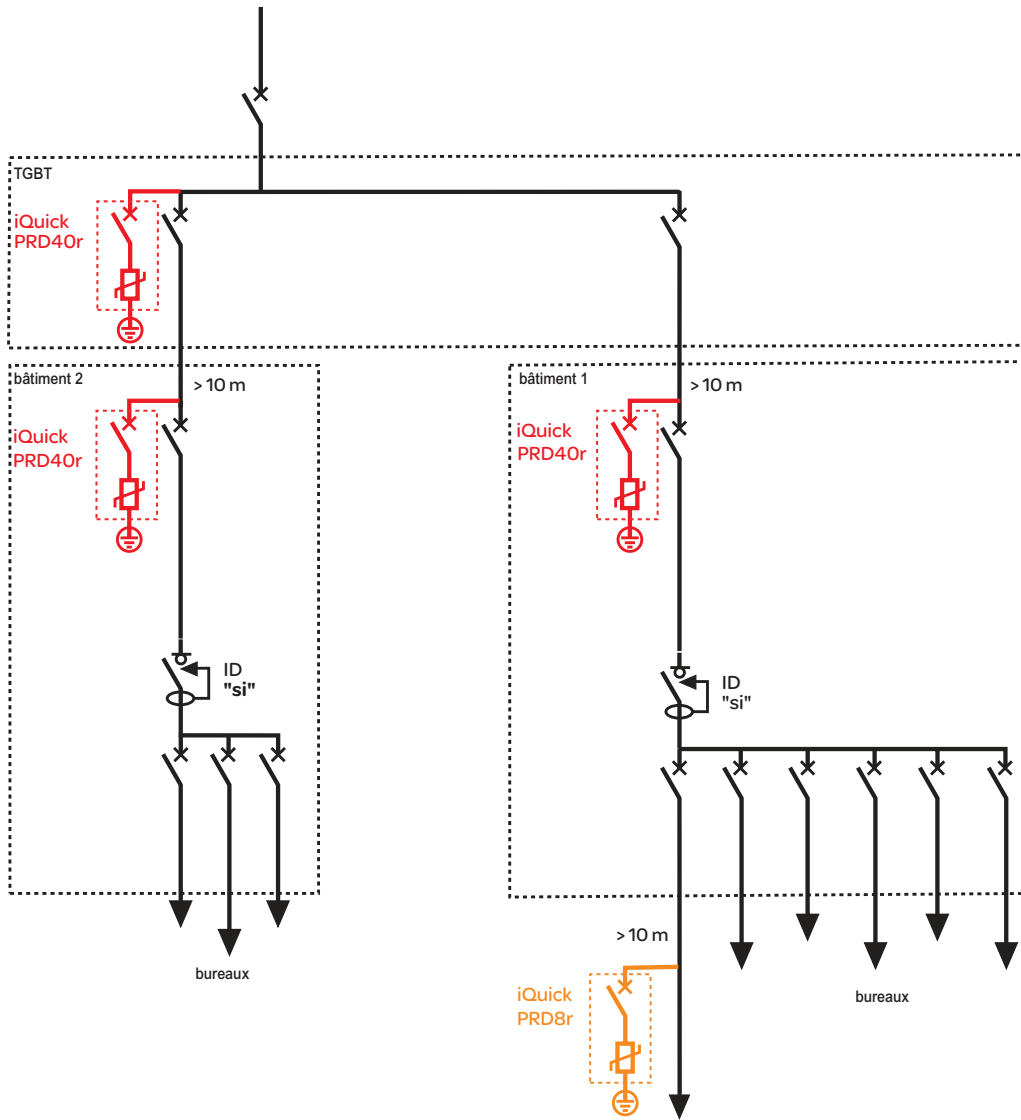 TGBT
iQuick
PRD40r
bâtiment 2
> 10 m
bâtiment 1
> 10 m
iQuick
PRD40r
iQuick
PRD40r
ID
"si"
ID
"si"
> 10 m
bureaux
iQuick
PRD8r
bureaux